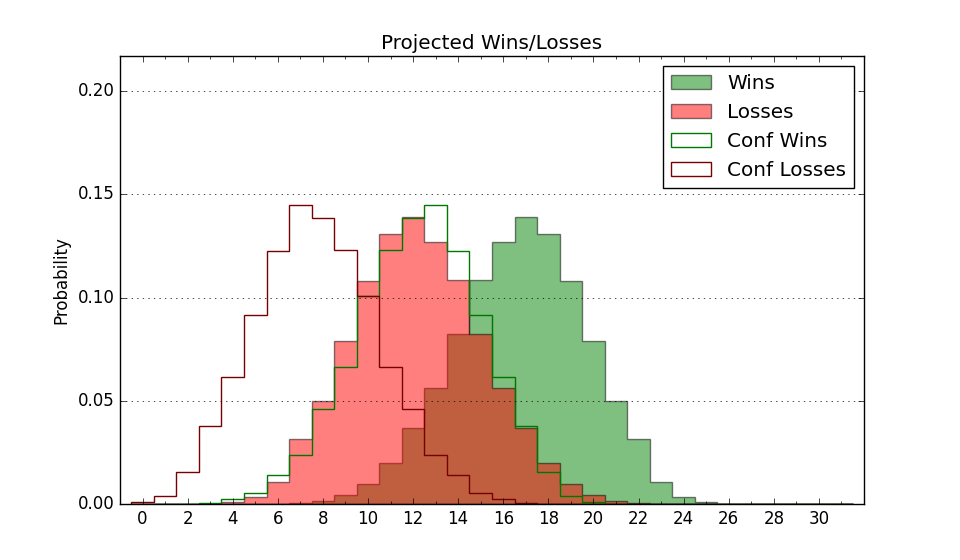 Projected Wins/Losses
Wins
Losses
Conf Wins
Conf Losses
Probability
0.20
0.15
0.10
0.05
0.00
0 2 4 6 8 10 12 14 16 18 20 22 24 26 28 30